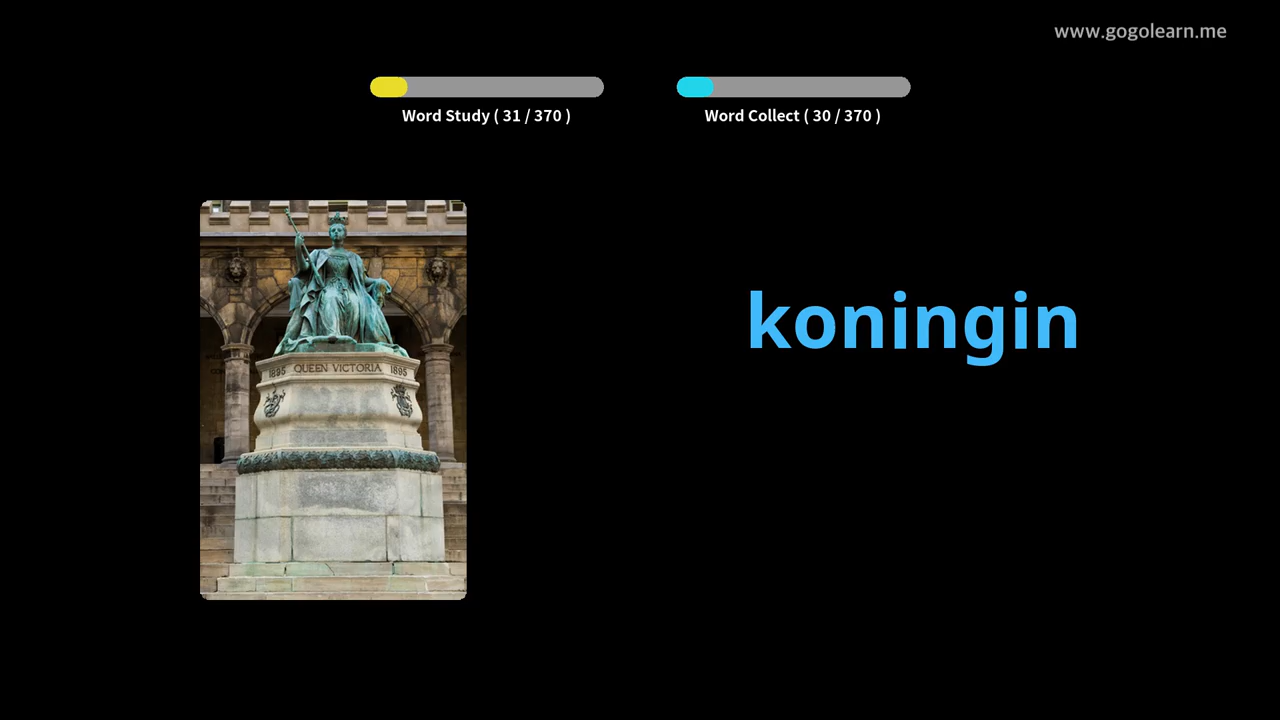 www.gogolearn.me
Word Study ( 31 / 370 )
Word Collect ( 30 / 370 )
1895 QUEEN VICTORIA 1895
koningin